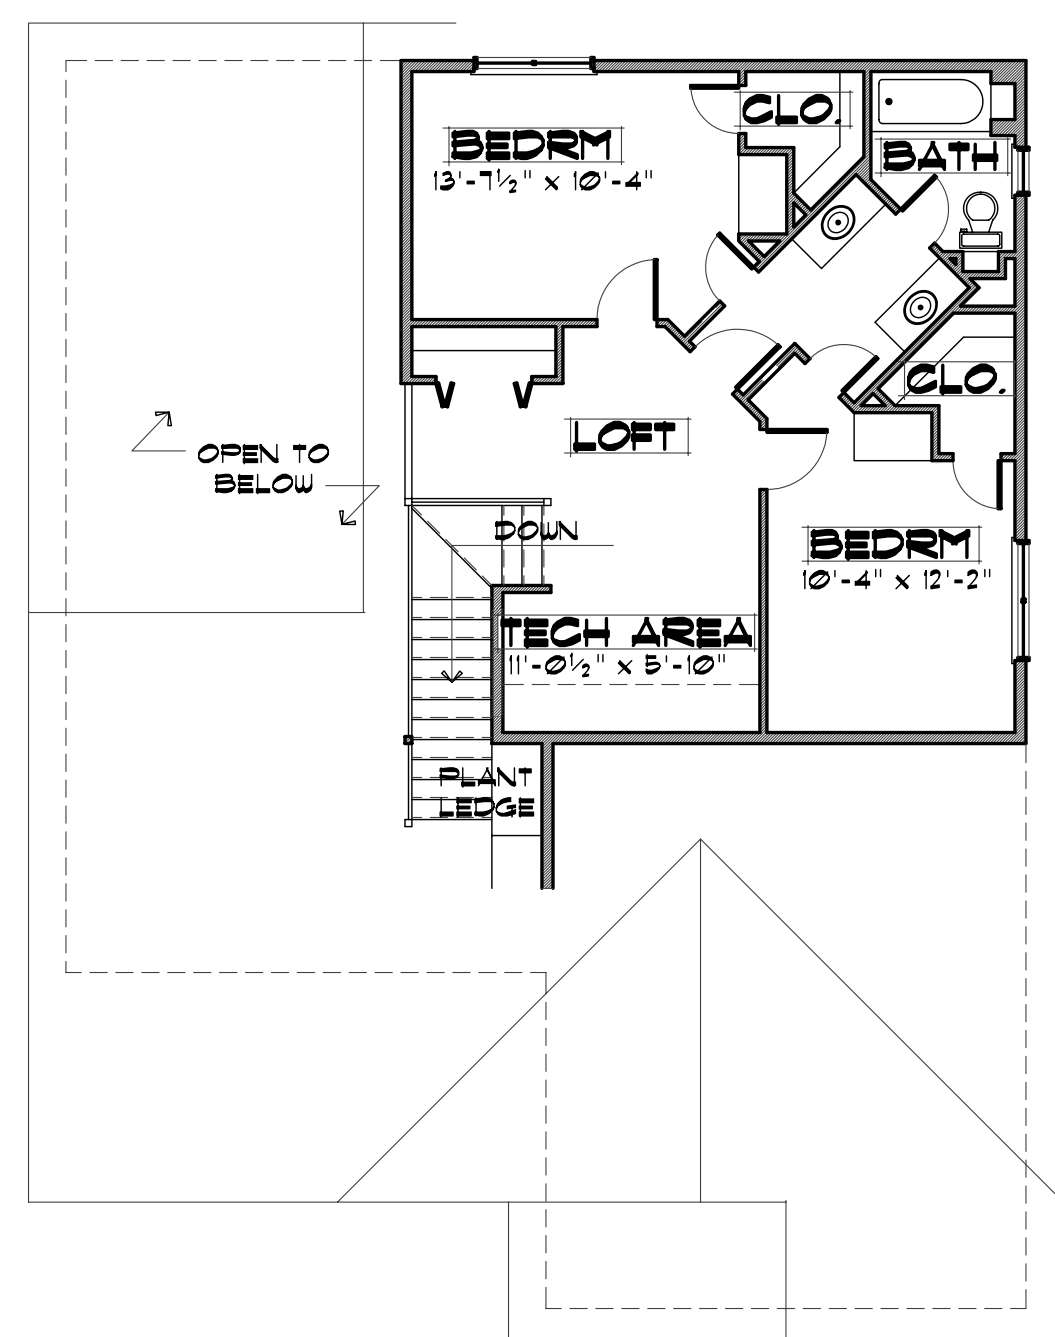 CLO.
BEDRM
13'-7½" x 10'-4"
BATH
CLO.
LOFT
OPEN TO
BELOW
DOWN
BEDRM
10'-4" x 12'-2"
TECH AREA
11'-0½" x 5'-10"
PLANT
LEDGE